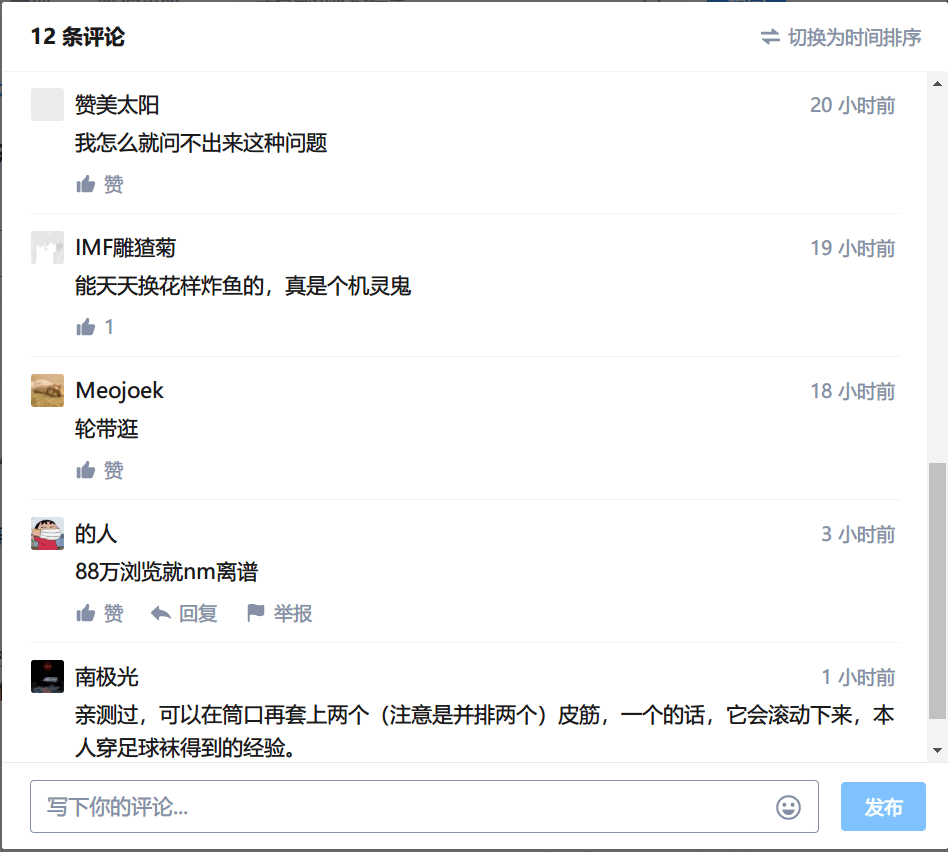 12 条评论
切换为时间排序
赞美太阳
20 小时前
我怎么就问不出来这种问题
赞
IMF雕猹菊
19 小时前
能天天换花样炸鱼的，真是个机灵鬼
1
Meojoek
18 小时前
轮带逛
赞
的人
3 小时前
88万浏览就nm离谱
赞 回复 举报
南极光
1 小时前
亲测过，可以在筒口再套上两个（注意是并排两个）皮筋，一个的话，它会滚动下来，本
人穿足球袜得到的经验。
写下你的评论...
发布